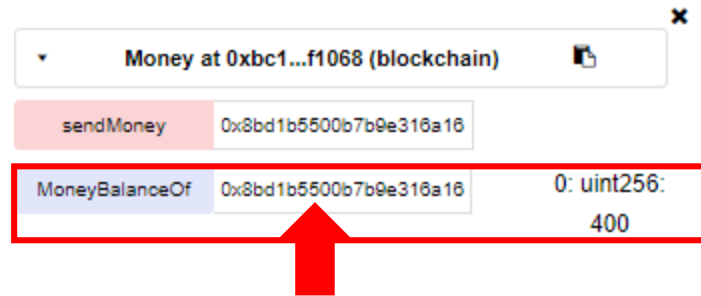 Money at 0xbc1...f1068 (blockchain)
sendMoney 0x8bd1b5500b7b9e316a16
MoneyBalanceOf 0x8bd1b5500b7b9e316a16 0: uint256:
400